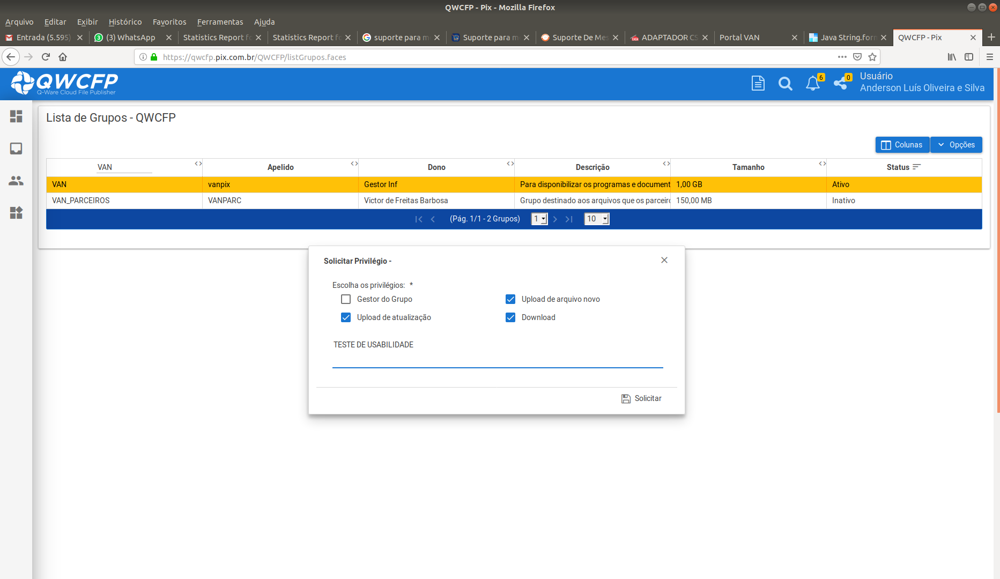 QWCFP - Pix - Mozilla Firefox
Arquivo Editar Exibir Histórico Favoritos Ferramentas Ajuda
Entrada (5.595) 3 (3) WhatsApp Statistics Report fo Statistics Report fo suporte para m Suporte para m Suporte De Mes ADAPTADOR CS Portal VAN Java String.form QWCFP - Pix
https://qwcfp.pix.com.br/QWCFP/listGrupos.faces
QWCFP
Q-Ware Cloud File Publisher
6
0
Usuário
Anderson Luís Oliveira e Silva
Lista de Grupos - QWCFP
Colunas Opções
VAN Apelido Dono Descrição Tamanho Status
VAN vanpix Gestor Inf Para disponibilizar os programas e document 1,00 GB Ativo
VAN_PARCEIROS VANPARC Victor de Freitas Barbosa Grupo destinado aos arquivos que os parceiro 150,00 MB Inativo
(Pág. 1/1 - 2 Grupos) 1 10
Solicitar Privilégio -
Escolha os privilégios: *
Gestor do Grupo Upload de arquivo novo
Upload de atualização Download
TESTE DE USABILIDADE
Solicitar